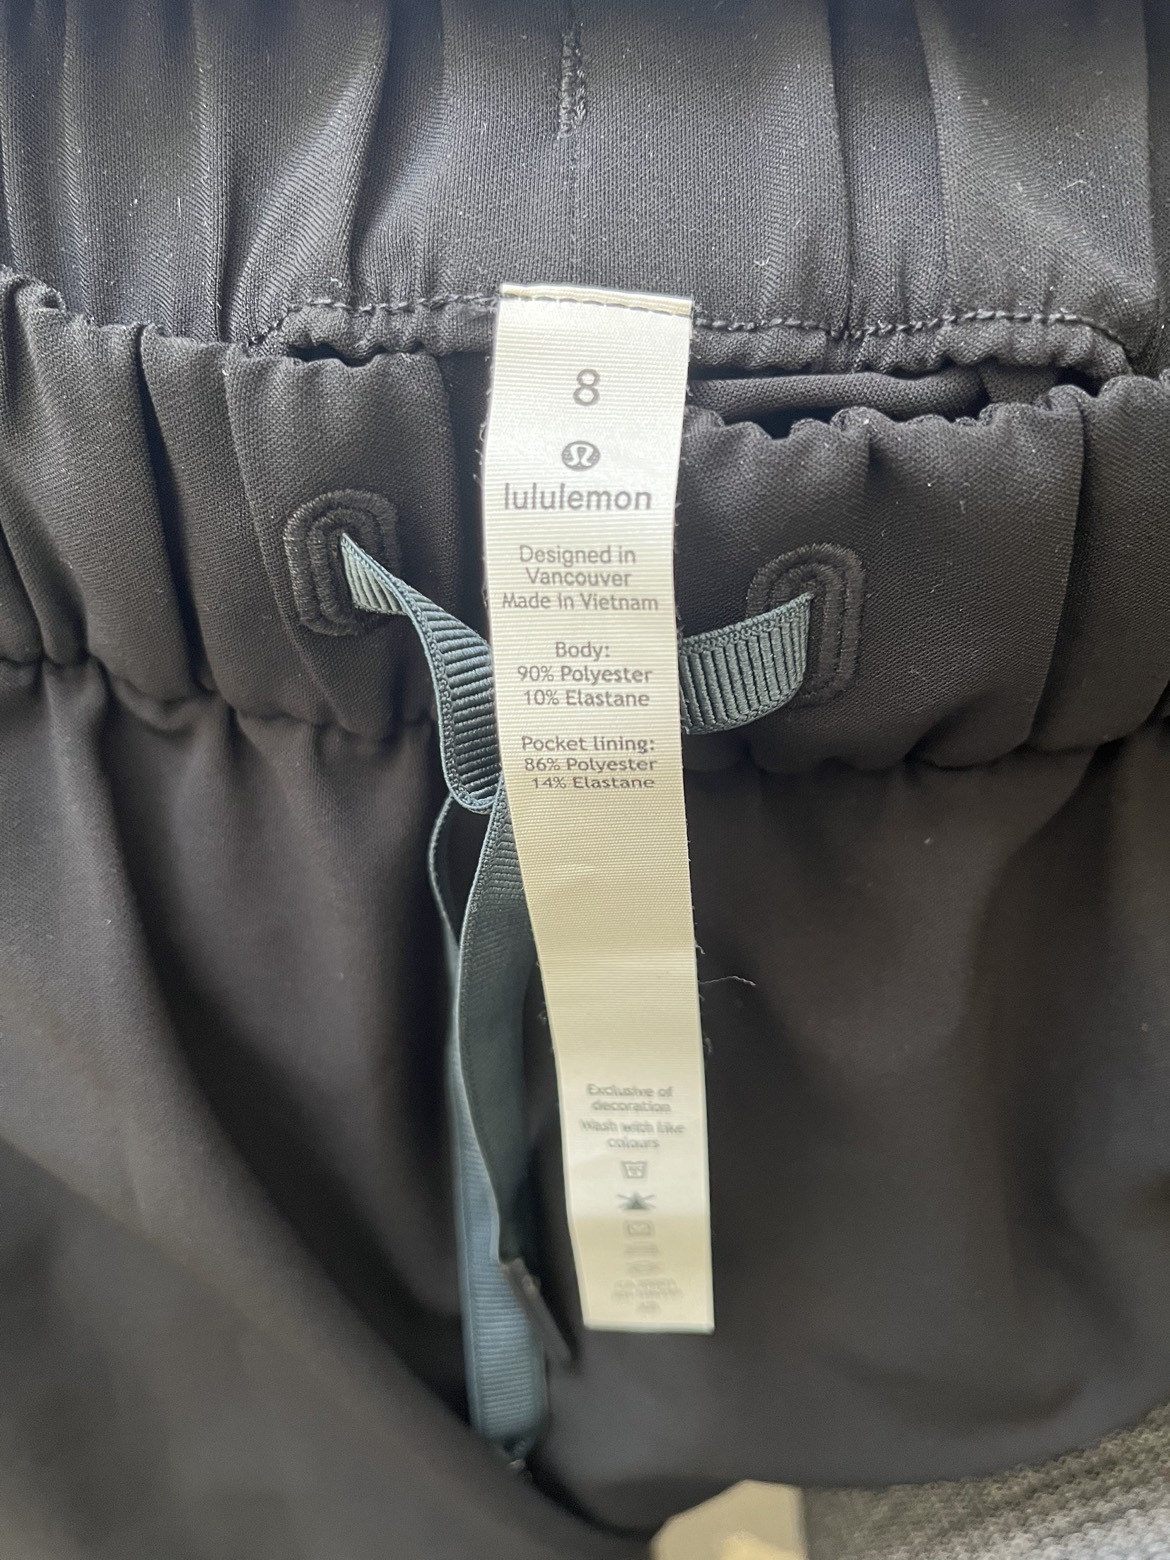 8
lululemon
Designed in
Vancouver
Made in Vietnam
Body:
90% Polyester
10% Elastane
Pocket lining:
86% Polyester
14% Elastane
Exclusive of
decoration
Wash with like
colours